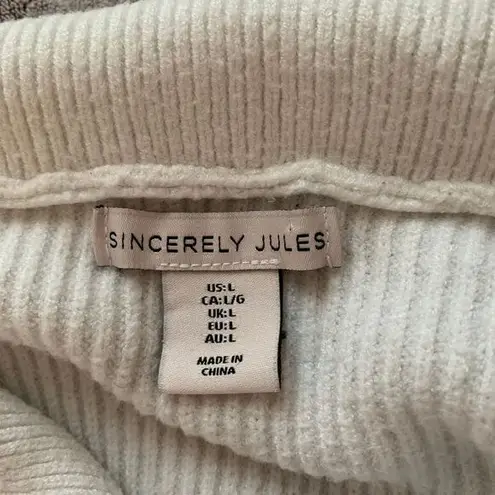 SINCERELY JULES
US:L
CA:L/G
UK:L
EU:L
AU:L
MADE IN
CHINA